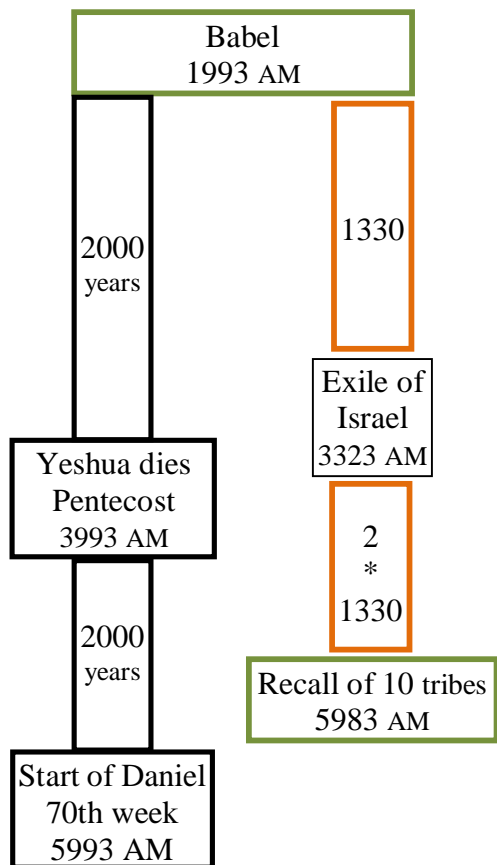 Babel
1993 AM
2000
years
1330
Exile of
Israel
3323 AM
Yeshua dies
Pentecost
3993 AM
2
*
1330
2000
years
Recall of 10 tribes
5983 AM
Start of Daniel
70th week
5993 AM